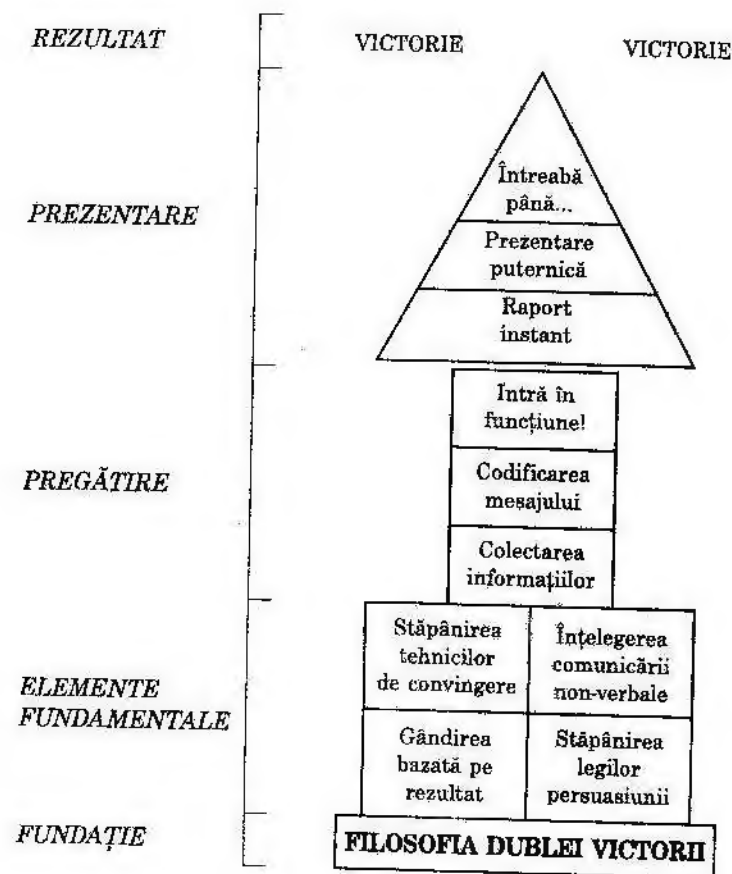 REZULTAT
VICTORIE
VICTORIE
PREZENTARE
Întreabă
până...
Prezentare
puternică
Raport
instant
PREGĂTIRE
Intră în
funcțiune!
Codificarea
mesajului
Colectarea
informațiilor
ELEMENTE
FUNDAMENTALE
Stăpânirea
tehnicilor
de convingere
Înțelegerea
comunicării
non-verbale
Gândirea
bazată pe
rezultat
Stăpânirea
legilor
persuasiunii
FUNDAȚIE
FILOSOFIA DUBLEI VICTORII